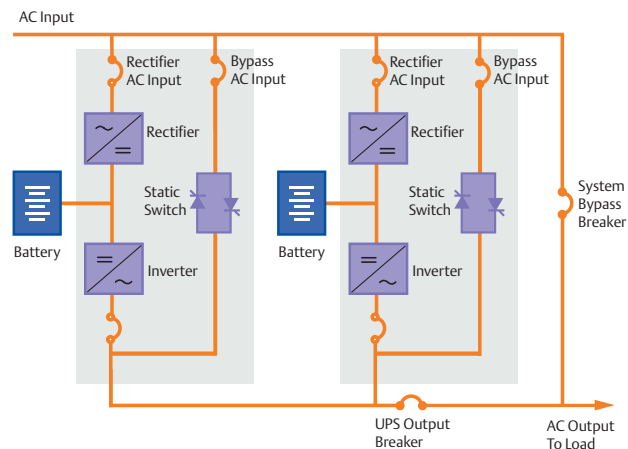 AC Input
Rectifier
AC Input
Bypass
AC Input
Rectifier
AC Input
Bypass
AC Input
Rectifier
Rectifier
Static
Switch
Static
Switch
System
Bypass
Breaker
Battery
Inverter
Battery
Inverter
UPS Output
Breaker
AC Output
To Load